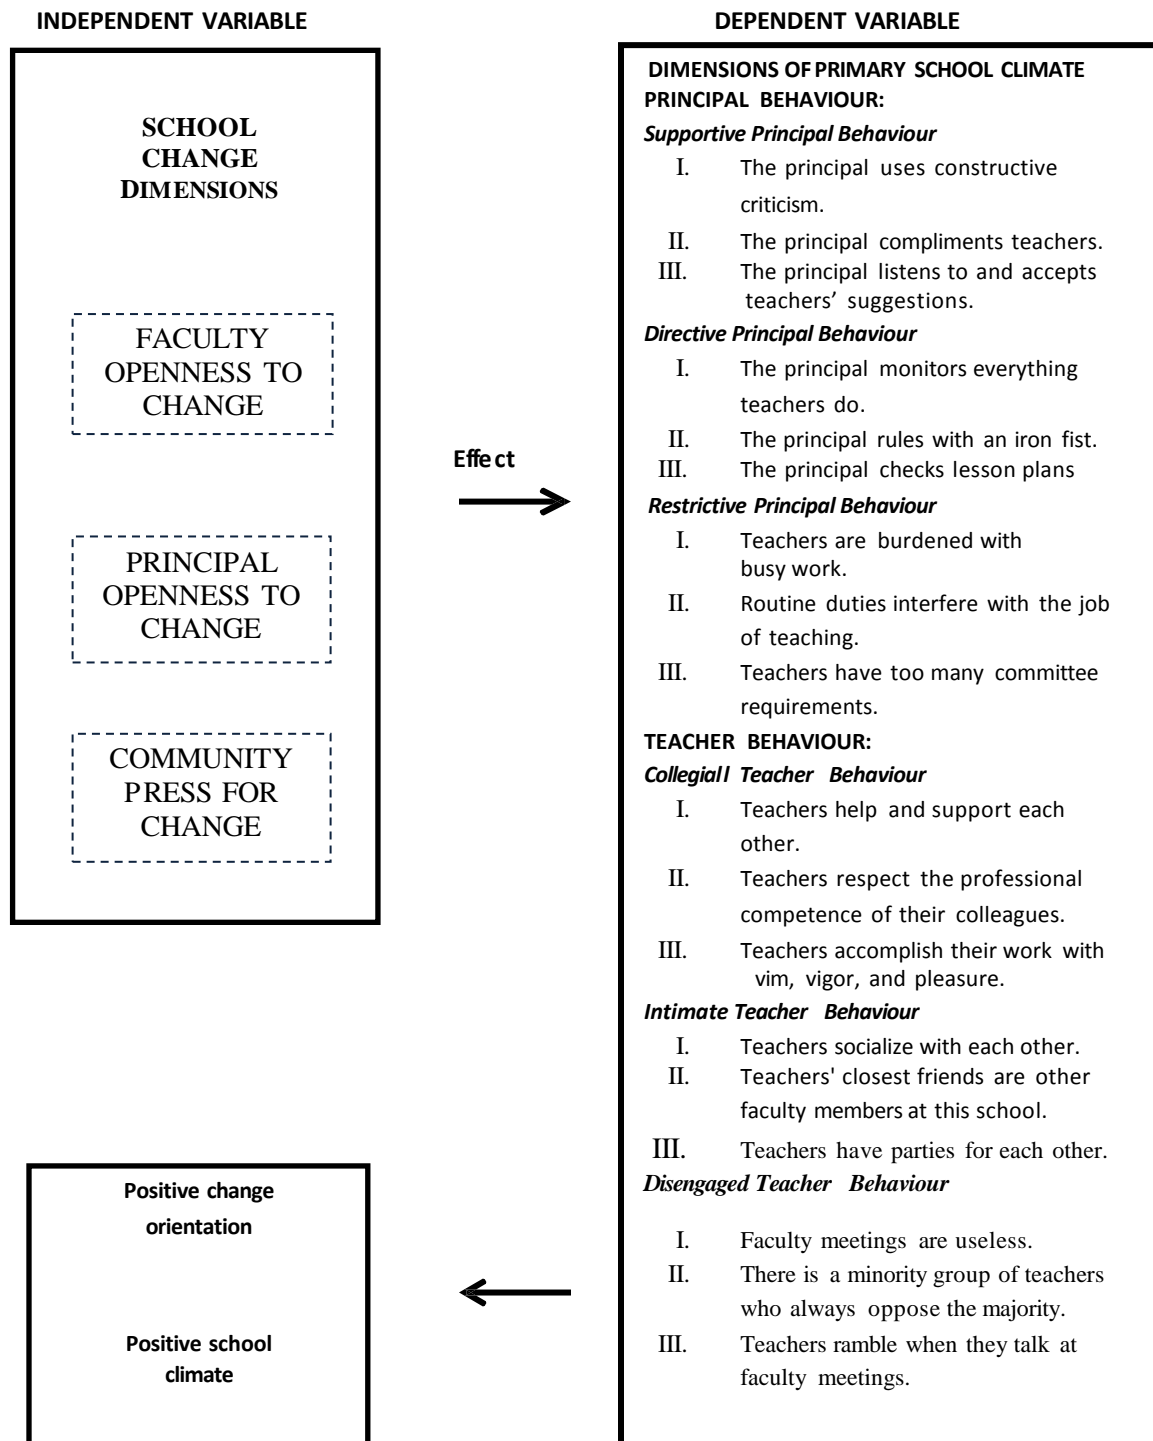 INDEPENDENT VARIABLE
SCHOOL
CHANGE
DIMENSIONS
FACULTY
OPENNESS TO
CHANGE
PRINCIPAL
OPENNESS TO
CHANGE
COMMUNITY
PRESS FOR
CHANGE
Effect
DEPENDENT VARIABLE
DIMENSIONS OF PRIMARY SCHOOL CLIMATE
PRINCIPAL BEHAVIOUR:
Supportive Principal Behaviour
I. The principal uses constructive
criticism.
II. The principal compliments teachers.
III. The principal listens to and accepts
teachers’ suggestions.
Directive Principal Behaviour
I. The principal monitors everything
teachers do.
II. The principal rules with an iron fist.
III. The principal checks lesson plans
Restrictive Principal Behaviour
I. Teachers are burdened with
busy work.
II. Routine duties interfere with the job
of teaching.
III. Teachers have too many committee
requirements.
TEACHER BEHAVIOUR:
Collegiall Teacher Behaviour
I. Teachers help and support each
other.
II. Teachers respect the professional
competence of their colleagues.
III. Teachers accomplish their work with
vim, vigor, and pleasure.
Intimate Teacher Behaviour
I. Teachers socialize with each other.
II. Teachers' closest friends are other
faculty members at this school.
III. Teachers have parties for each other.
Disengaged Teacher Behaviour
I. Faculty meetings are useless.
II. There is a minority group of teachers
who always oppose the majority.
III. Teachers ramble when they talk at
faculty meetings.
Positive change
orientation
Positive school
climate